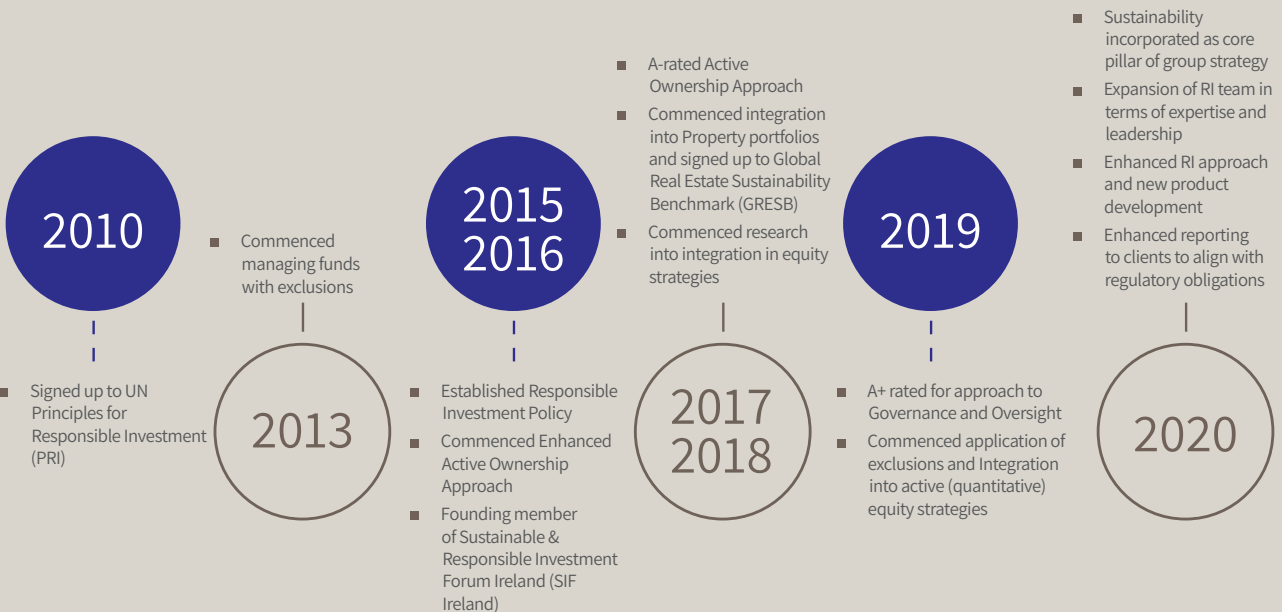 2010
Signed up to UN
Principles for
Responsible Investment
(PRI)
Commenced
managing funds
with exclusions
2013
2015
2016
Established Responsible
Investment Policy
Commenced Enhanced
Active Ownership
Approach
Founding member
of Sustainable &
Responsible Investment
Forum Ireland (SIF
Ireland)
A-rated Active
Ownership Approach
Commenced integration
into Property portfolios
and signed up to Global
Real Estate Sustainability
Benchmark (GRESB)
Commenced research
into integration in equity
strategies
2017
2018
2019
A+ rated for approach to
Governance and Oversight
Commenced application of
exclusions and Integration
into active (quantitative)
equity strategies
Sustainability
incorporated as core
pillar of group strategy
Expansion of RI team in
terms of expertise and
leadership
Enhanced RI approach
and new product
development
Enhanced reporting
to clients to align with
regulatory obligations
2020